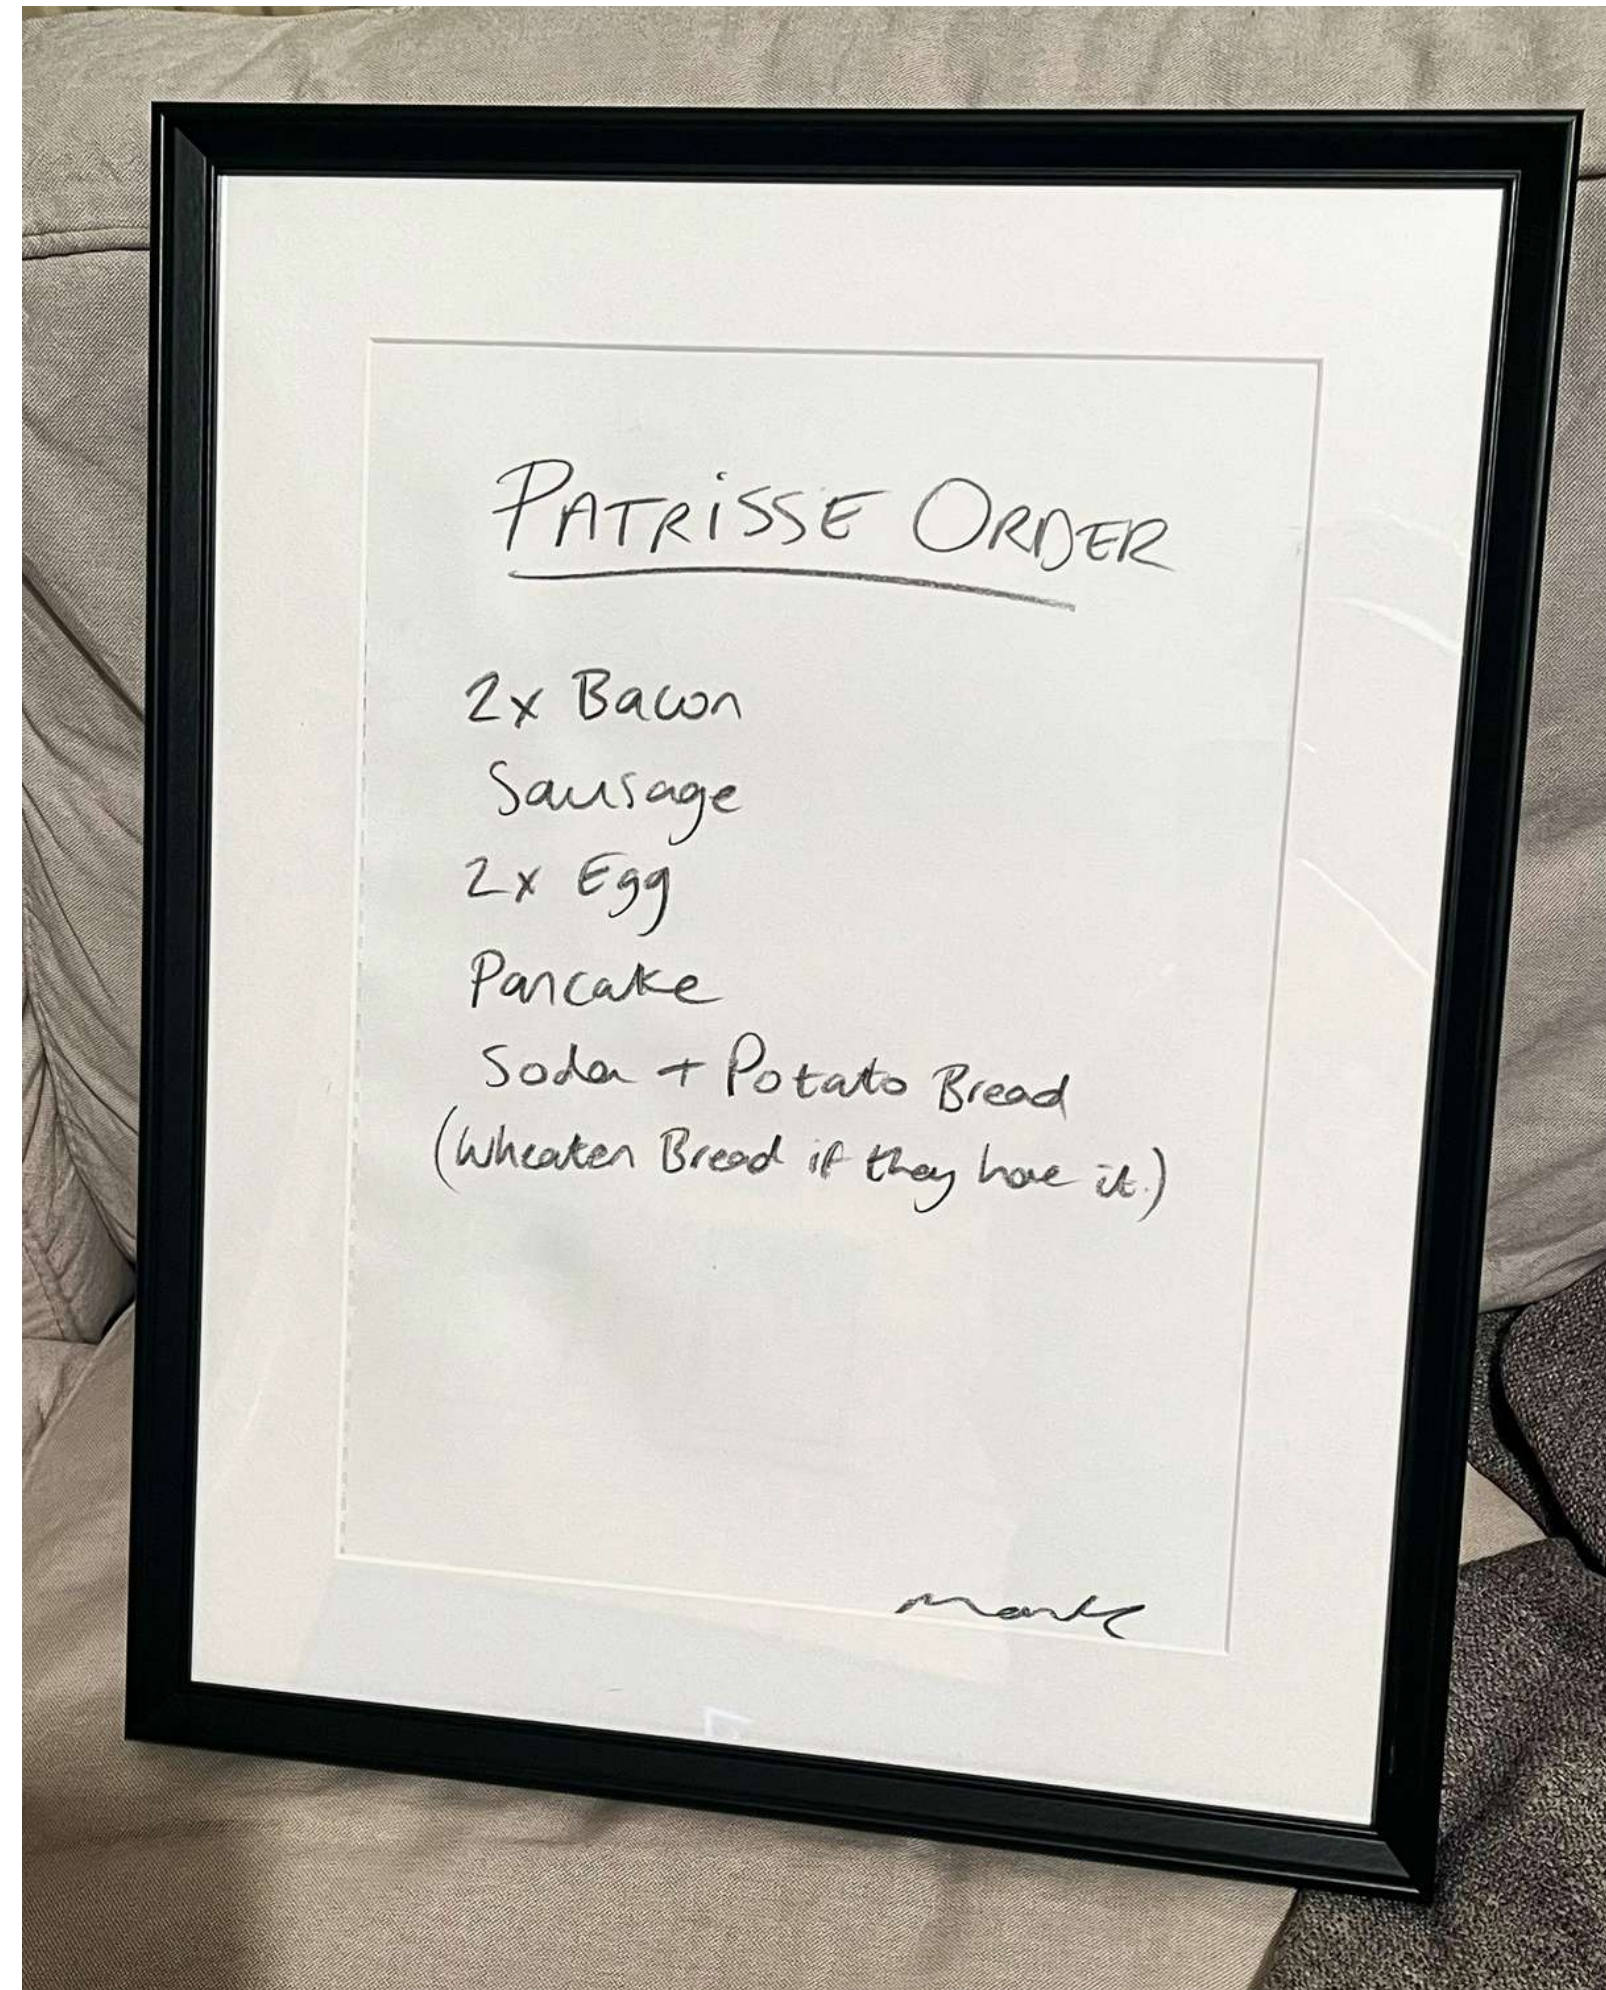 PATRISSE ORDER
2x Bacon
Sausage
2x Egg
Pancake
Soda + Potato Bread
(Wheaten Bread if they have it.)
Mark